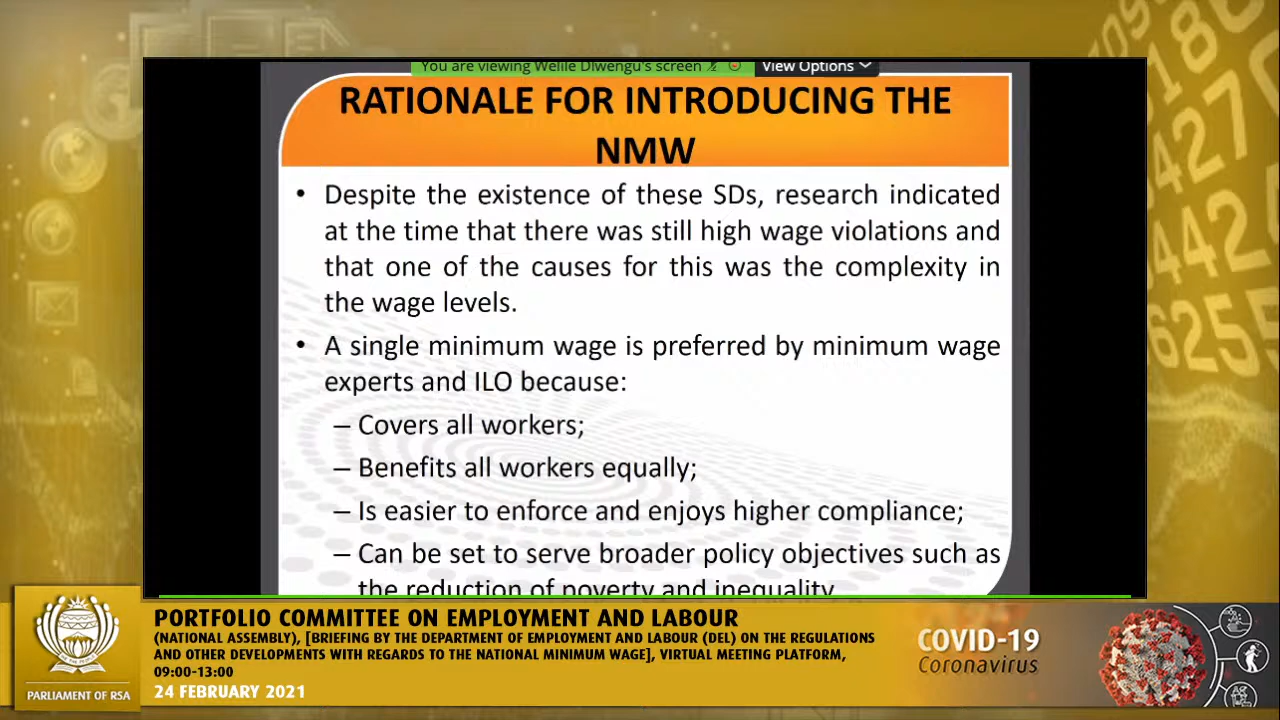 You are viewing Welile Dlwengu's screen
View Options
RATIONALE FOR INTRODUCING THE
NMW
• Despite the existence of these SDs, research indicated
at the time that there was still high wage violations and
that one of the causes for this was the complexity in
the wage levels.
• A single minimum wage is preferred by minimum wage
experts and ILO because:
– Covers all workers;
– Benefits all workers equally;
– Is easier to enforce and enjoys higher compliance;
– Can be set to serve broader policy objectives such as
the reduction of poverty and inequality
PORTFOLIO COMMITTEE ON EMPLOYMENT AND LABOUR
(NATIONAL ASSEMBLY), [BRIEFING BY THE DEPARTMENT OF EMPLOYMENT AND LABOUR (DEL) ON THE REGULATIONS
AND OTHER DEVELOPMENTS WITH REGARDS TO THE NATIONAL MINIMUM WAGE], VIRTUAL MEETING PLATFORM,
09:00-13:00
24 FEBRUARY 2021
PARLIAMENT OF RSA
COVID-19
Coronavirus